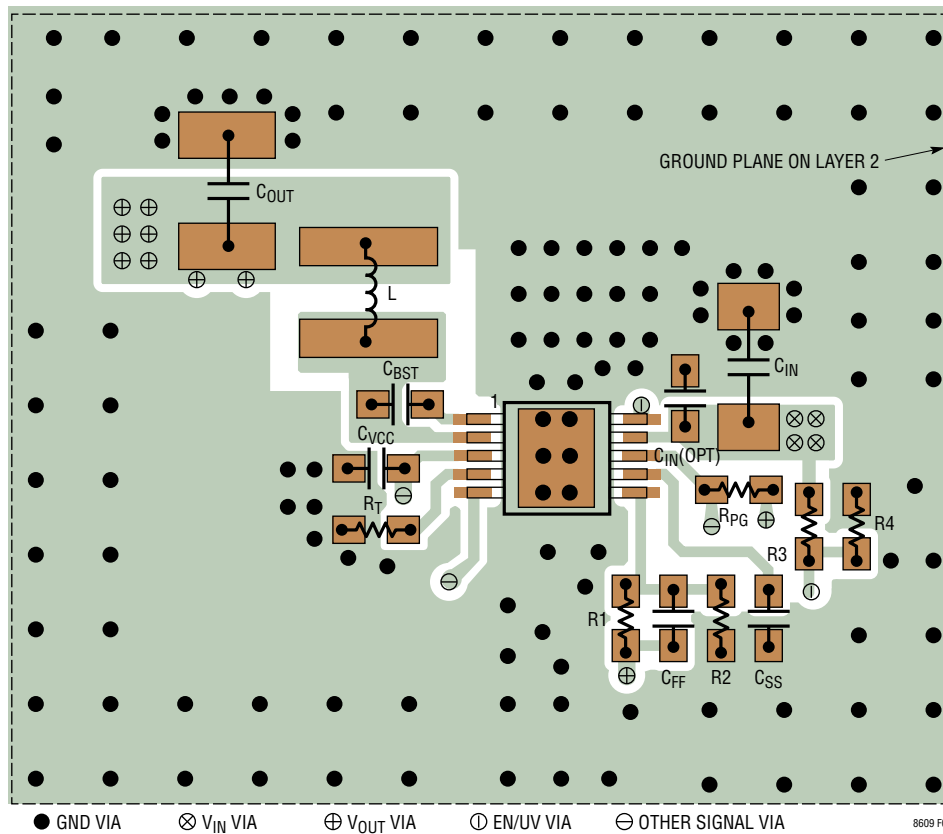 GROUND PLANE ON LAYER 2
COUT
L
CBST
CIN
1
CVCC
CIN(OPT)
RT
RPG
R3
R4
R1
CFF
R2
CSS
GND VIA
VIN VIA
VOUT VIA
EN/UV VIA
OTHER SIGNAL VIA
8609